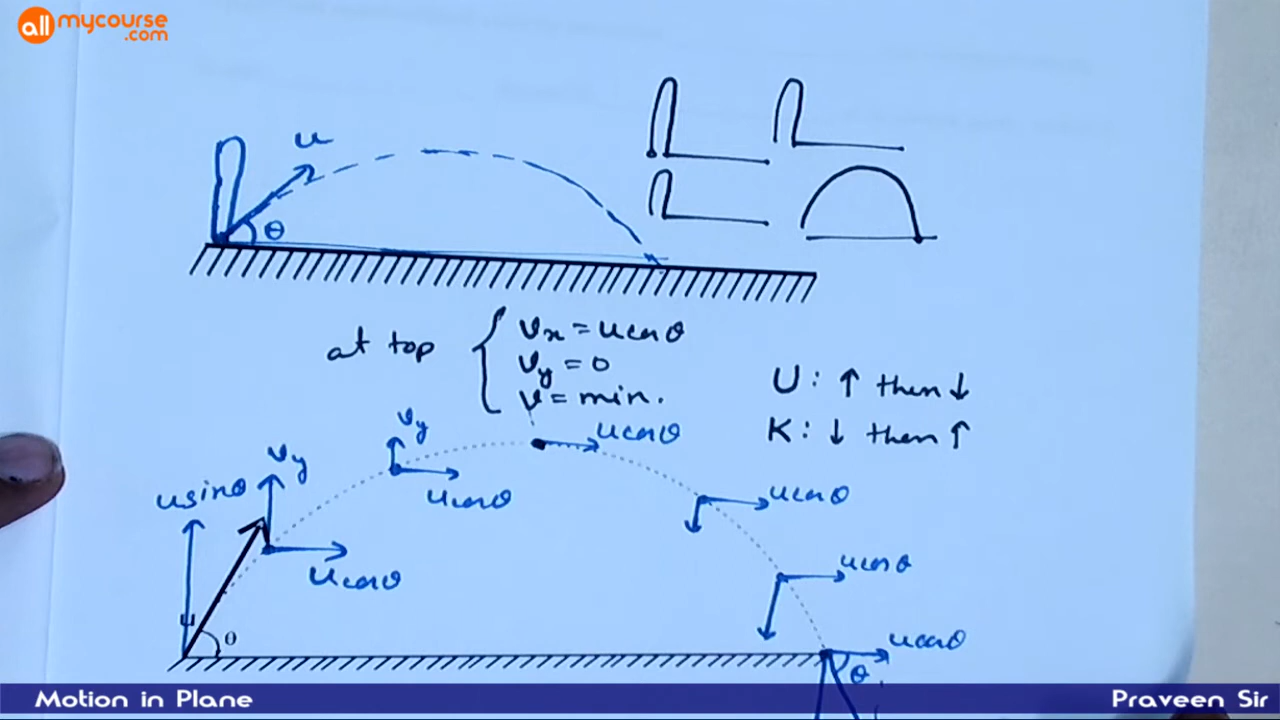 all mycourse
.com
u
θ
at top
vx = ucosθ
vy = 0
v = min.
U : ↑ then ↓
K : ↓ then ↑
usinθ
vy
vy
ucosθ
ucosθ
ucosθ
ucosθ
ucosθ
u
θ
ucosθ
θ
Motion in Plane
Praveen Sir